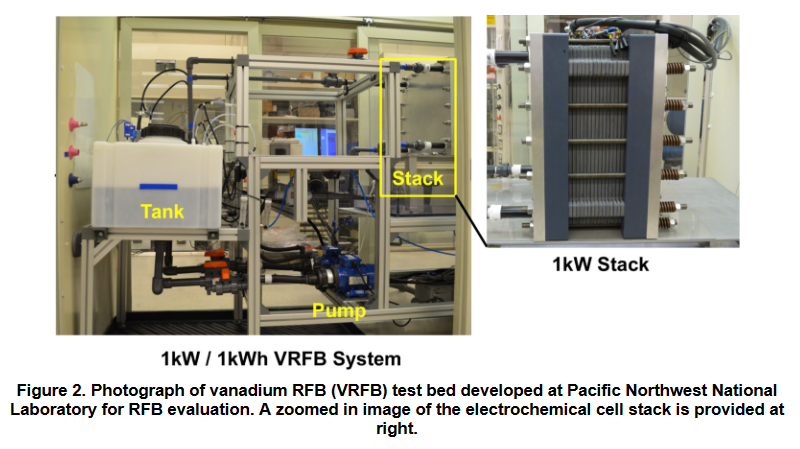 Tank
Stack
Pump
1kW Stack
1kW / 1kWh VRFB System
Figure 2. Photograph of vanadium RFB (VRFB) test bed developed at Pacific Northwest National
Laboratory for RFB evaluation. A zoomed in image of the electrochemical cell stack is provided at
right.